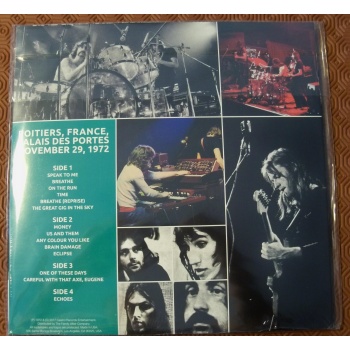 POITIERS, FRANCE,
PALAIS DES PORTES
NOVEMBER 29, 1972
SIDE 1
SPEAK TO ME
BREATHE
ON THE RUN
TIME
BREATHE (REPRISE)
THE GREAT GIG IN THE SKY
SIDE 2
MONEY
US AND THEM
ANY COLOUR YOU LIKE
BRAIN DAMAGE
ECLIPSE
SIDE 3
ONE OF THESE DAYS
CAREFUL WITH THAT AXE, EUGENE
SIDE 4
ECHOES